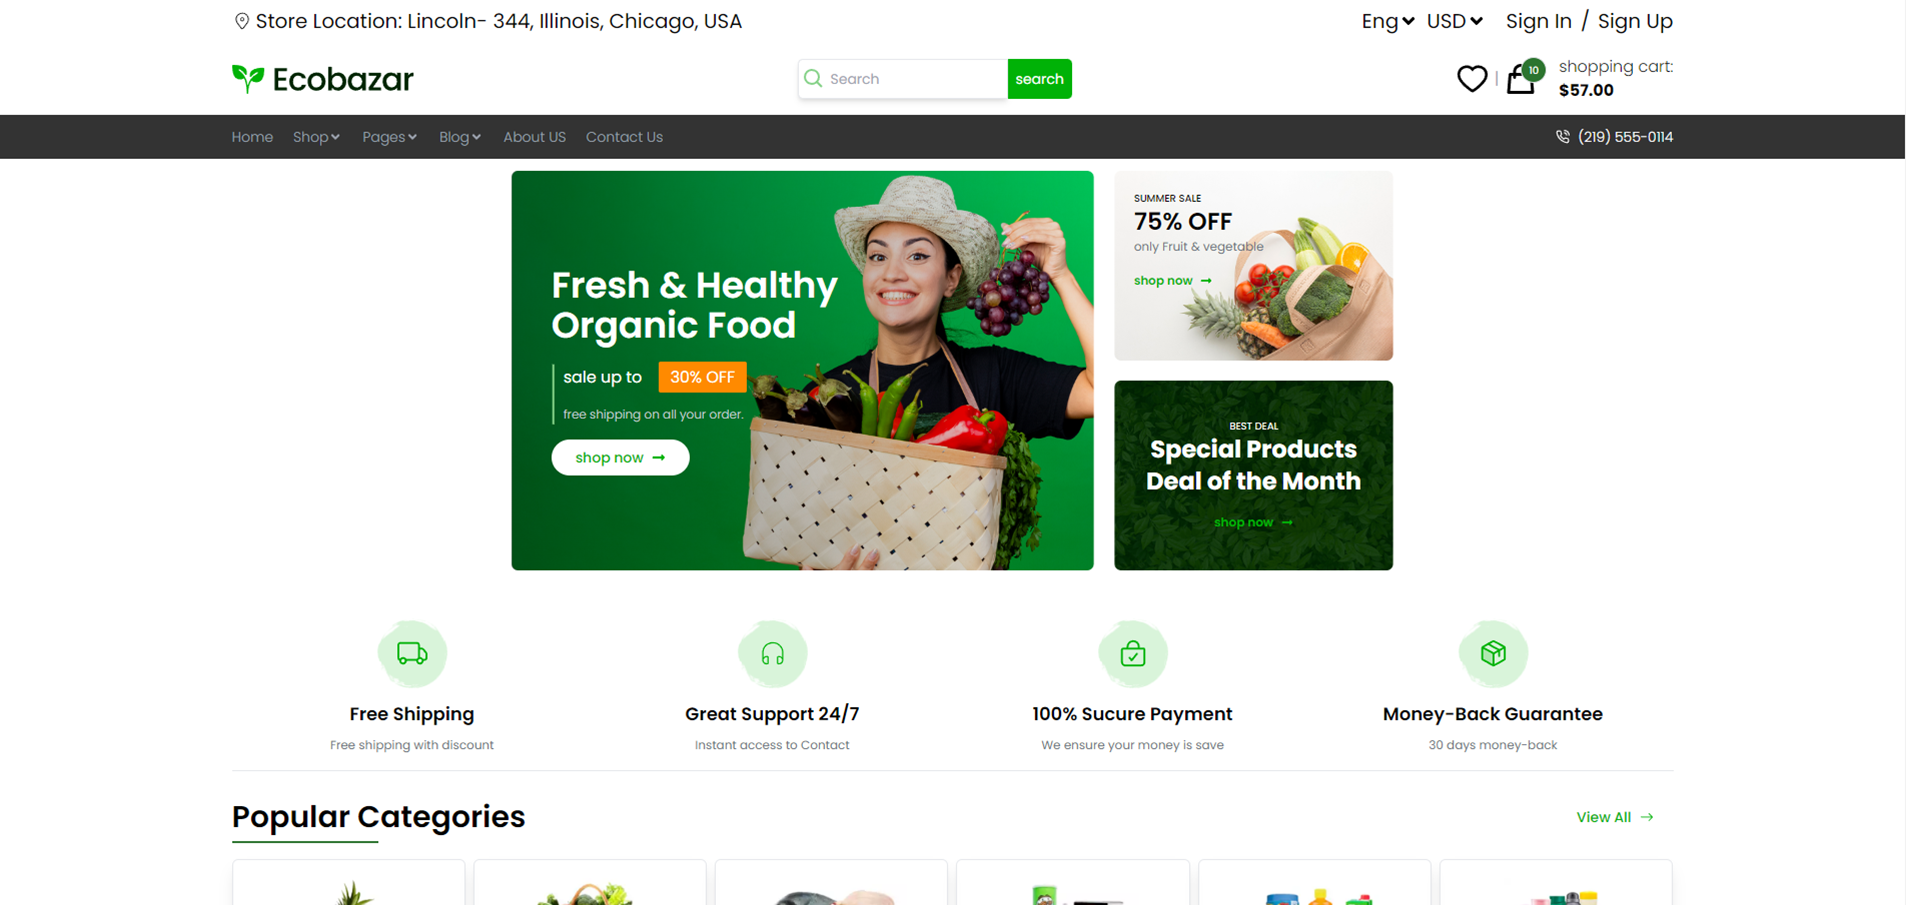 Store Location: Lincoln- 344, Illinois, Chicago, USA
Eng USD Sign In / Sign Up
Ecobazar
Search
search
10
shopping cart:
$57.00
Home Shop Pages Blog About US Contact Us
(219) 555-0114
Fresh & Healthy
Organic Food
sale up to 30% OFF
free shipping on all your order.
shop now →
SUMMER SALE
75% OFF
only Fruit & vegetable
shop now →
BEST DEAL
Special Products
Deal of the Month
shop now →
Free Shipping
Free shipping with discount
Great Support 24/7
Instant access to Contact
100% Sucure Payment
We ensure your money is save
Money-Back Guarantee
30 days money-back
Popular Categories
View All →